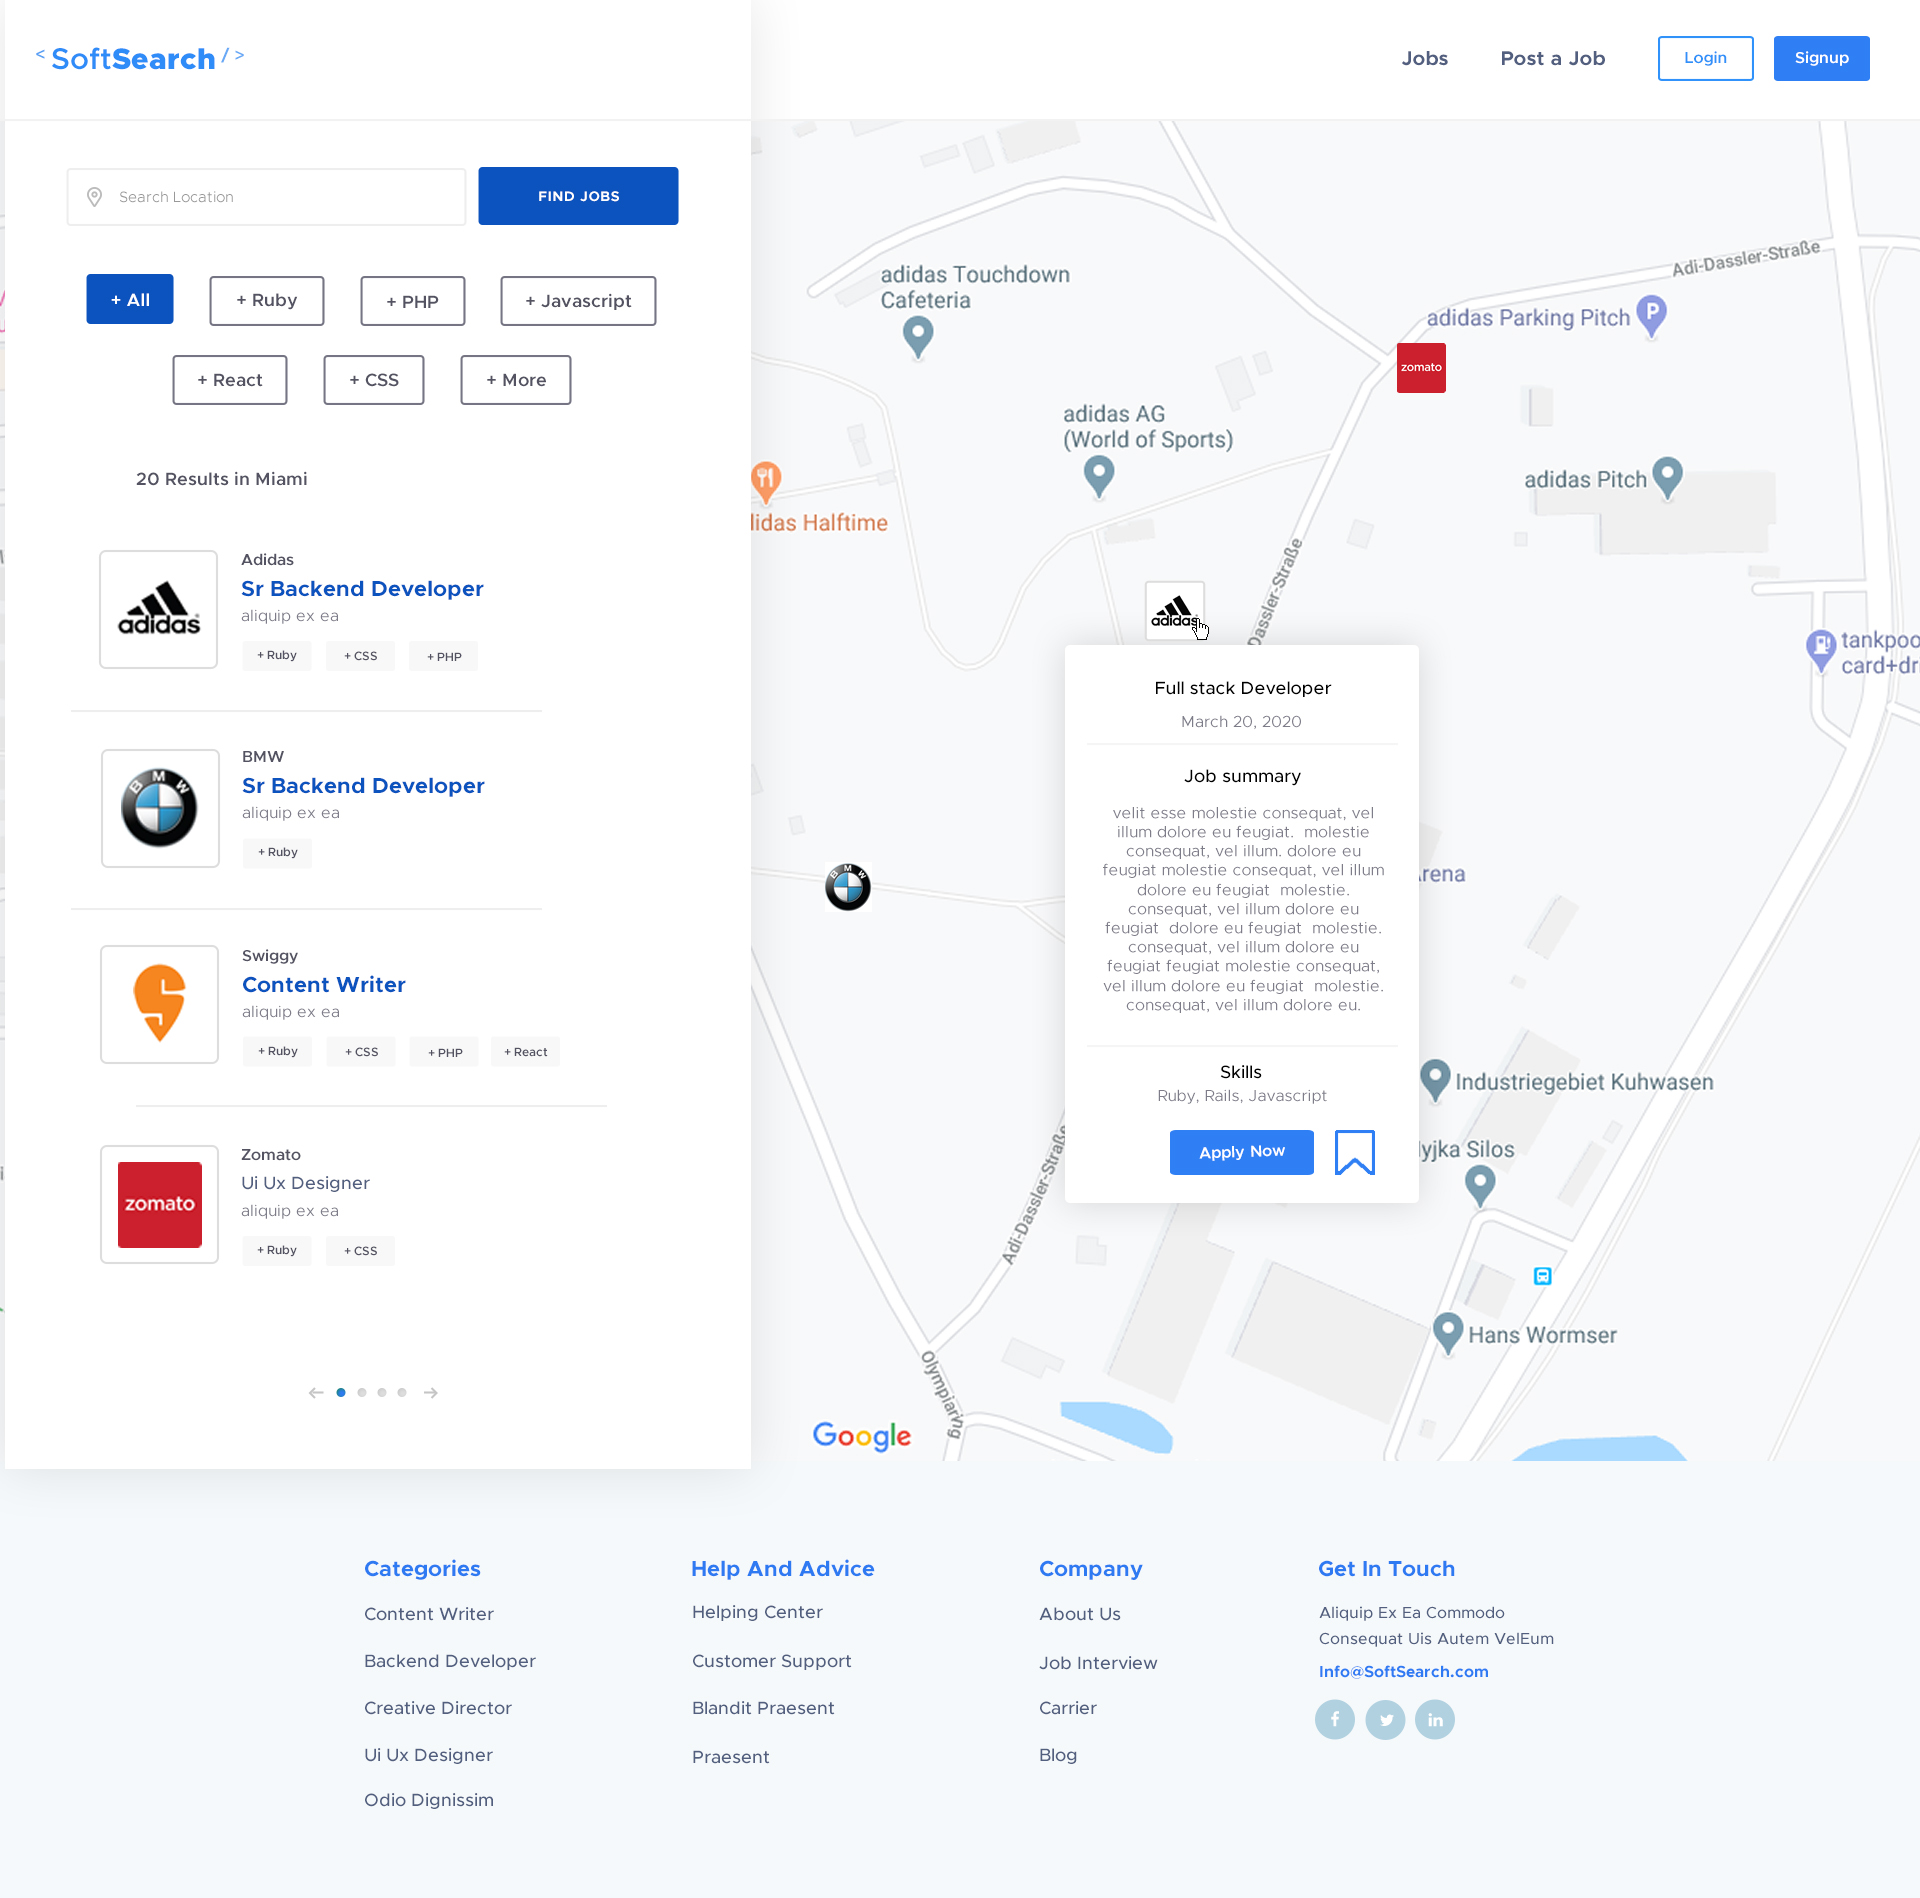 < SoftSearch / >
Jobs
Post a Job
Login
Signup
Search Location
FIND JOBS
+ All
+ Ruby
+ PHP
+ Javascript
+ React
+ CSS
+ More
20 Results in Miami
adidas
Adidas
Sr Backend Developer
aliquip ex ea
+ Ruby
+ CSS
+ PHP
BMW
BMW
Sr Backend Developer
aliquip ex ea
+ Ruby
Swiggy
Content Writer
aliquip ex ea
+ Ruby
+ CSS
+ PHP
+ React
zomato
Zomato
Ui Ux Designer
aliquip ex ea
+ Ruby
+ CSS
adidas Touchdown
Cafeteria
Adi-Dassler-Straße
adidas Parking Pitch
P
zomato
adidas AG
(World of Sports)
adidas Pitch
lidas Halftime
Dassler-Straße
adidas
tankpoo
card+dr
BMW
Arena
Full stack Developer
March 20, 2020
Job summary
velit esse molestie consequat, vel
illum dolore eu feugiat.  molestie
consequat, vel illum. dolore eu
feugiat molestie consequat, vel illum
dolore eu feugiat  molestie.
consequat, vel illum dolore eu
feugiat  dolore eu feugiat  molestie.
consequat, vel illum dolore eu
feugiat feugiat molestie consequat,
vel illum dolore eu feugiat  molestie.
consequat, vel illum dolore eu.
Skills
Ruby, Rails, Javascript
Apply Now
Industriegebiet Kuhwasen
yjka Silos
Adi-Dassler-Straße
Hans Wormser
Olympiaring
Google
Categories
Content Writer
Backend Developer
Creative Director
Ui Ux Designer
Odio Dignissim
Help And Advice
Helping Center
Customer Support
Blandit Praesent
Praesent
Company
About Us
Job Interview
Carrier
Blog
Get In Touch
Aliquip Ex Ea Commodo
Consequat Uis Autem VelEum
Info@SoftSearch.com
f
in